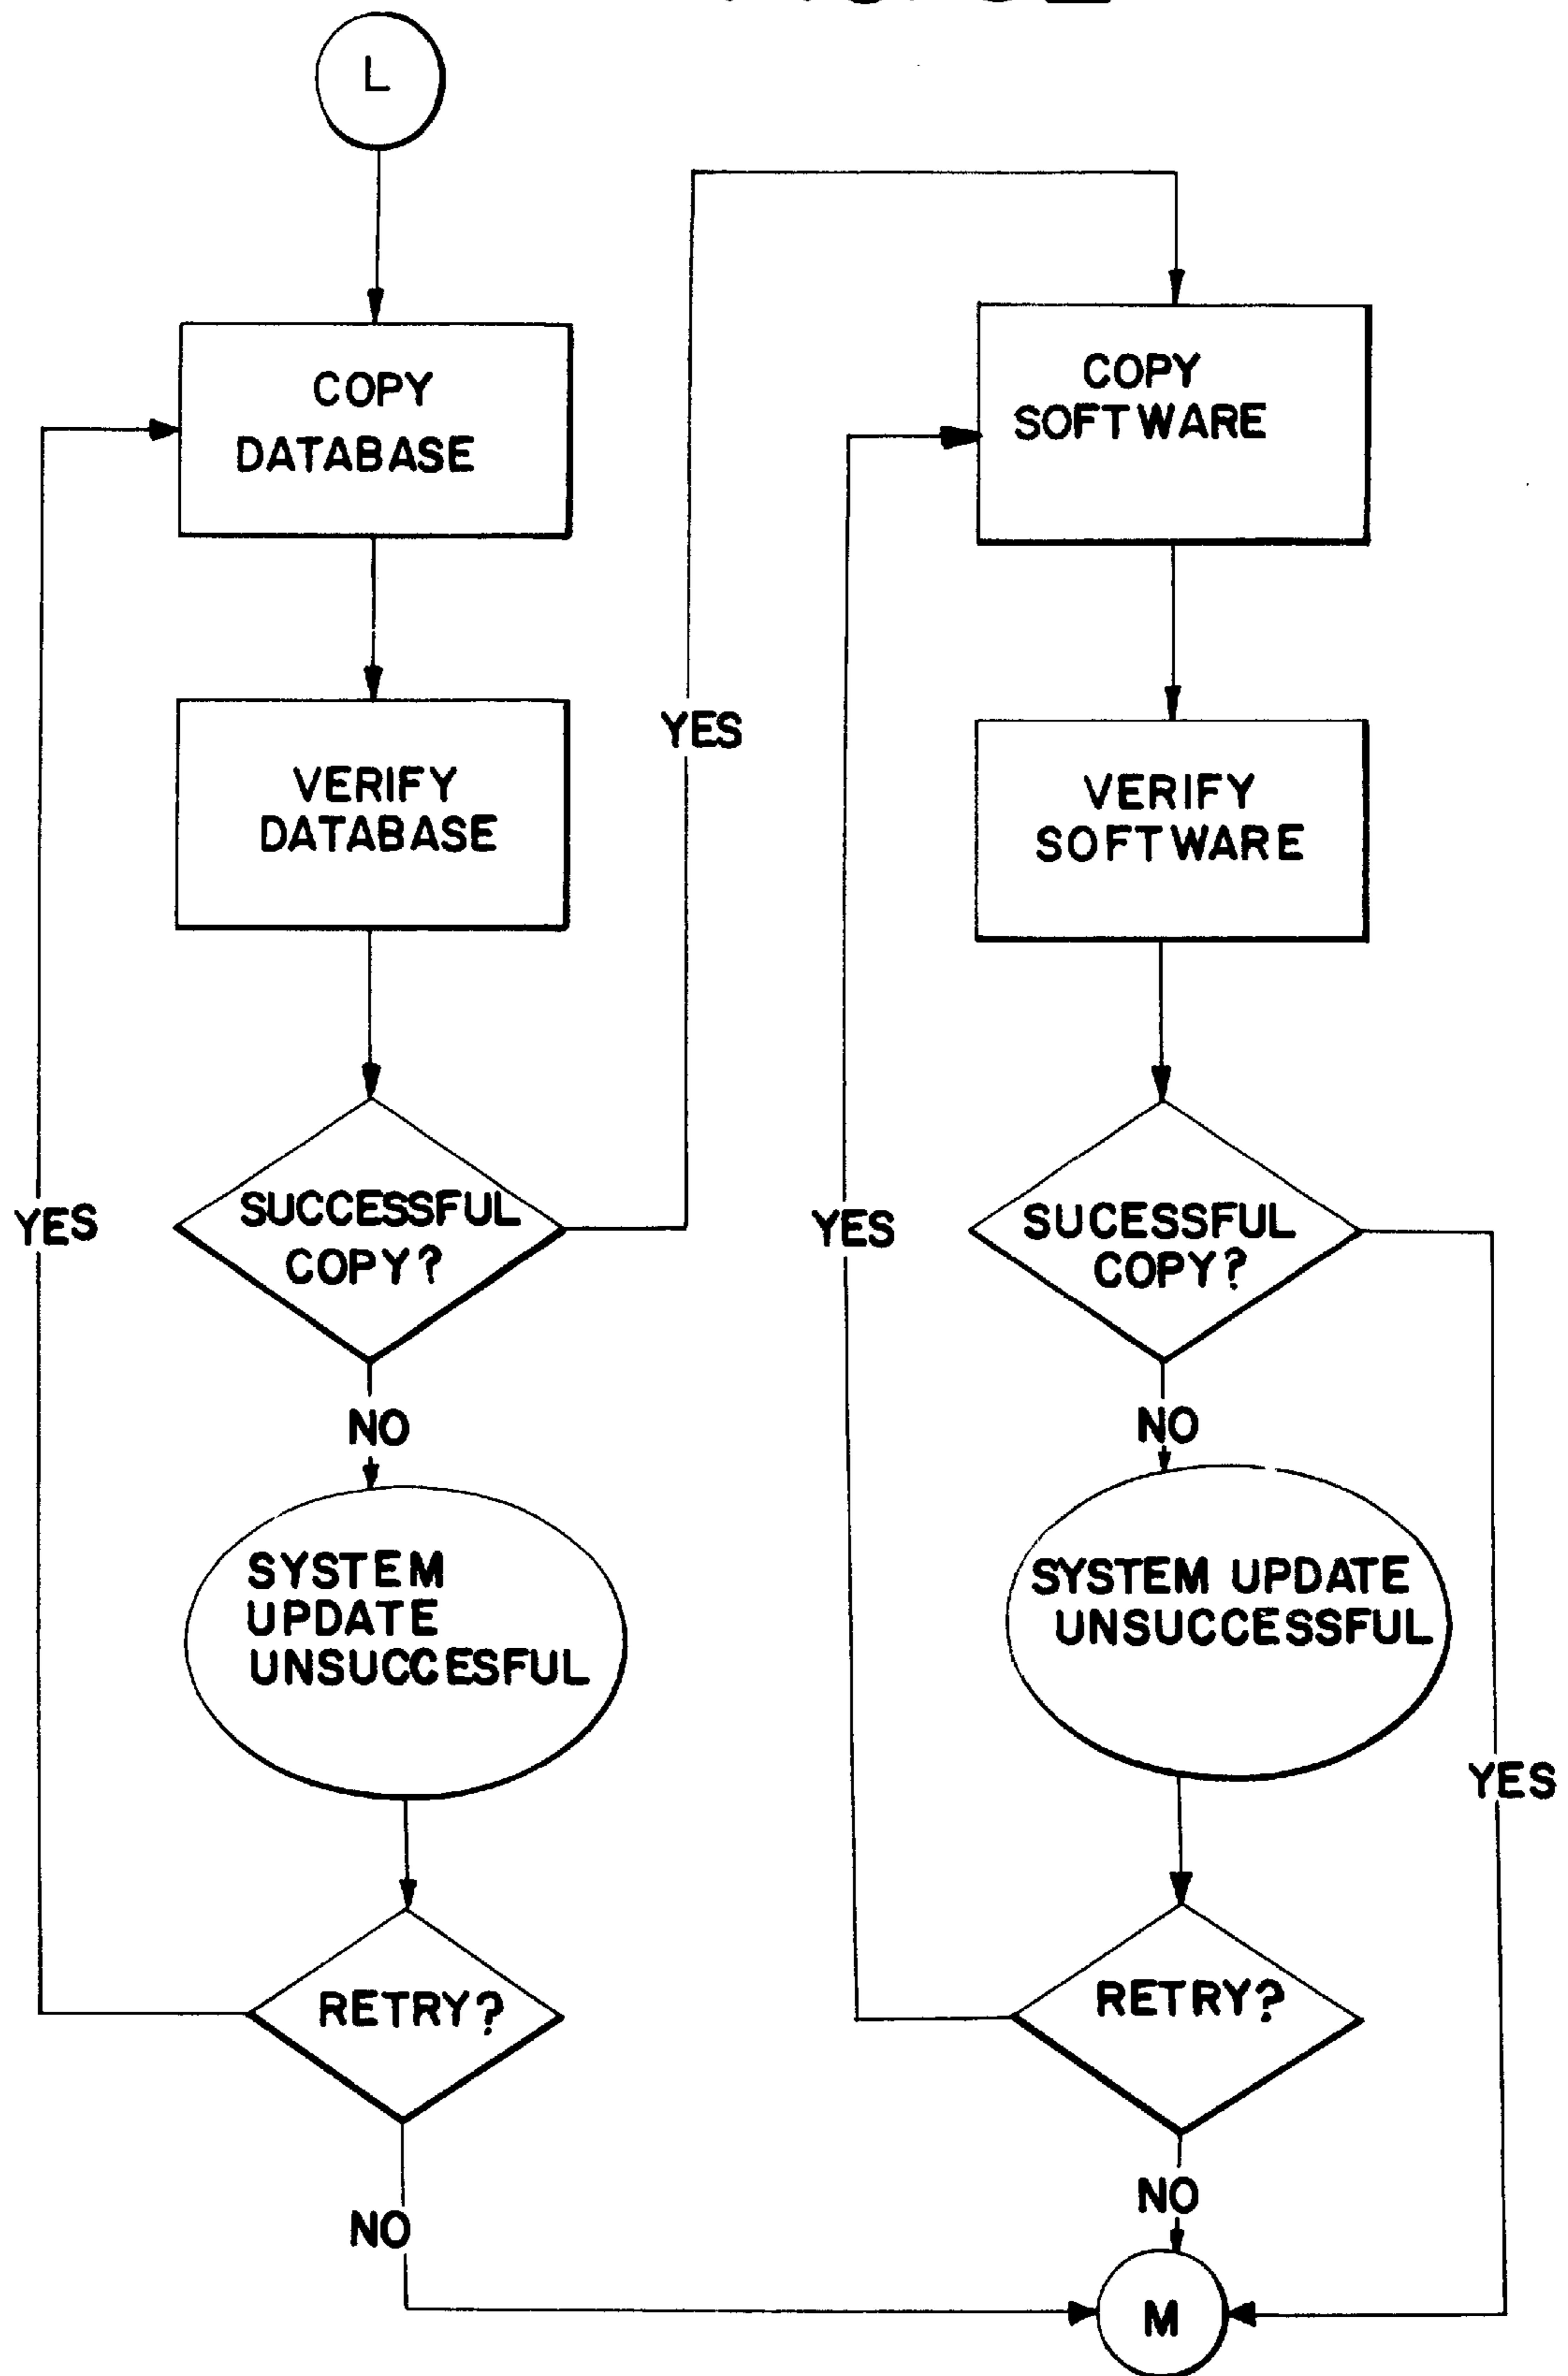 L
COPY
DATABASE
VERIFY
DATABASE
SUCCESSFUL
COPY?
YES
NO
SYSTEM
UPDATE
UNSUCCESFUL
RETRY?
YES
NO
COPY
SOFTWARE
VERIFY
SOFTWARE
SUCESSFUL
COPY?
YES
NO
SYSTEM UPDATE
UNSUCCESSFUL
RETRY?
YES
NO
M